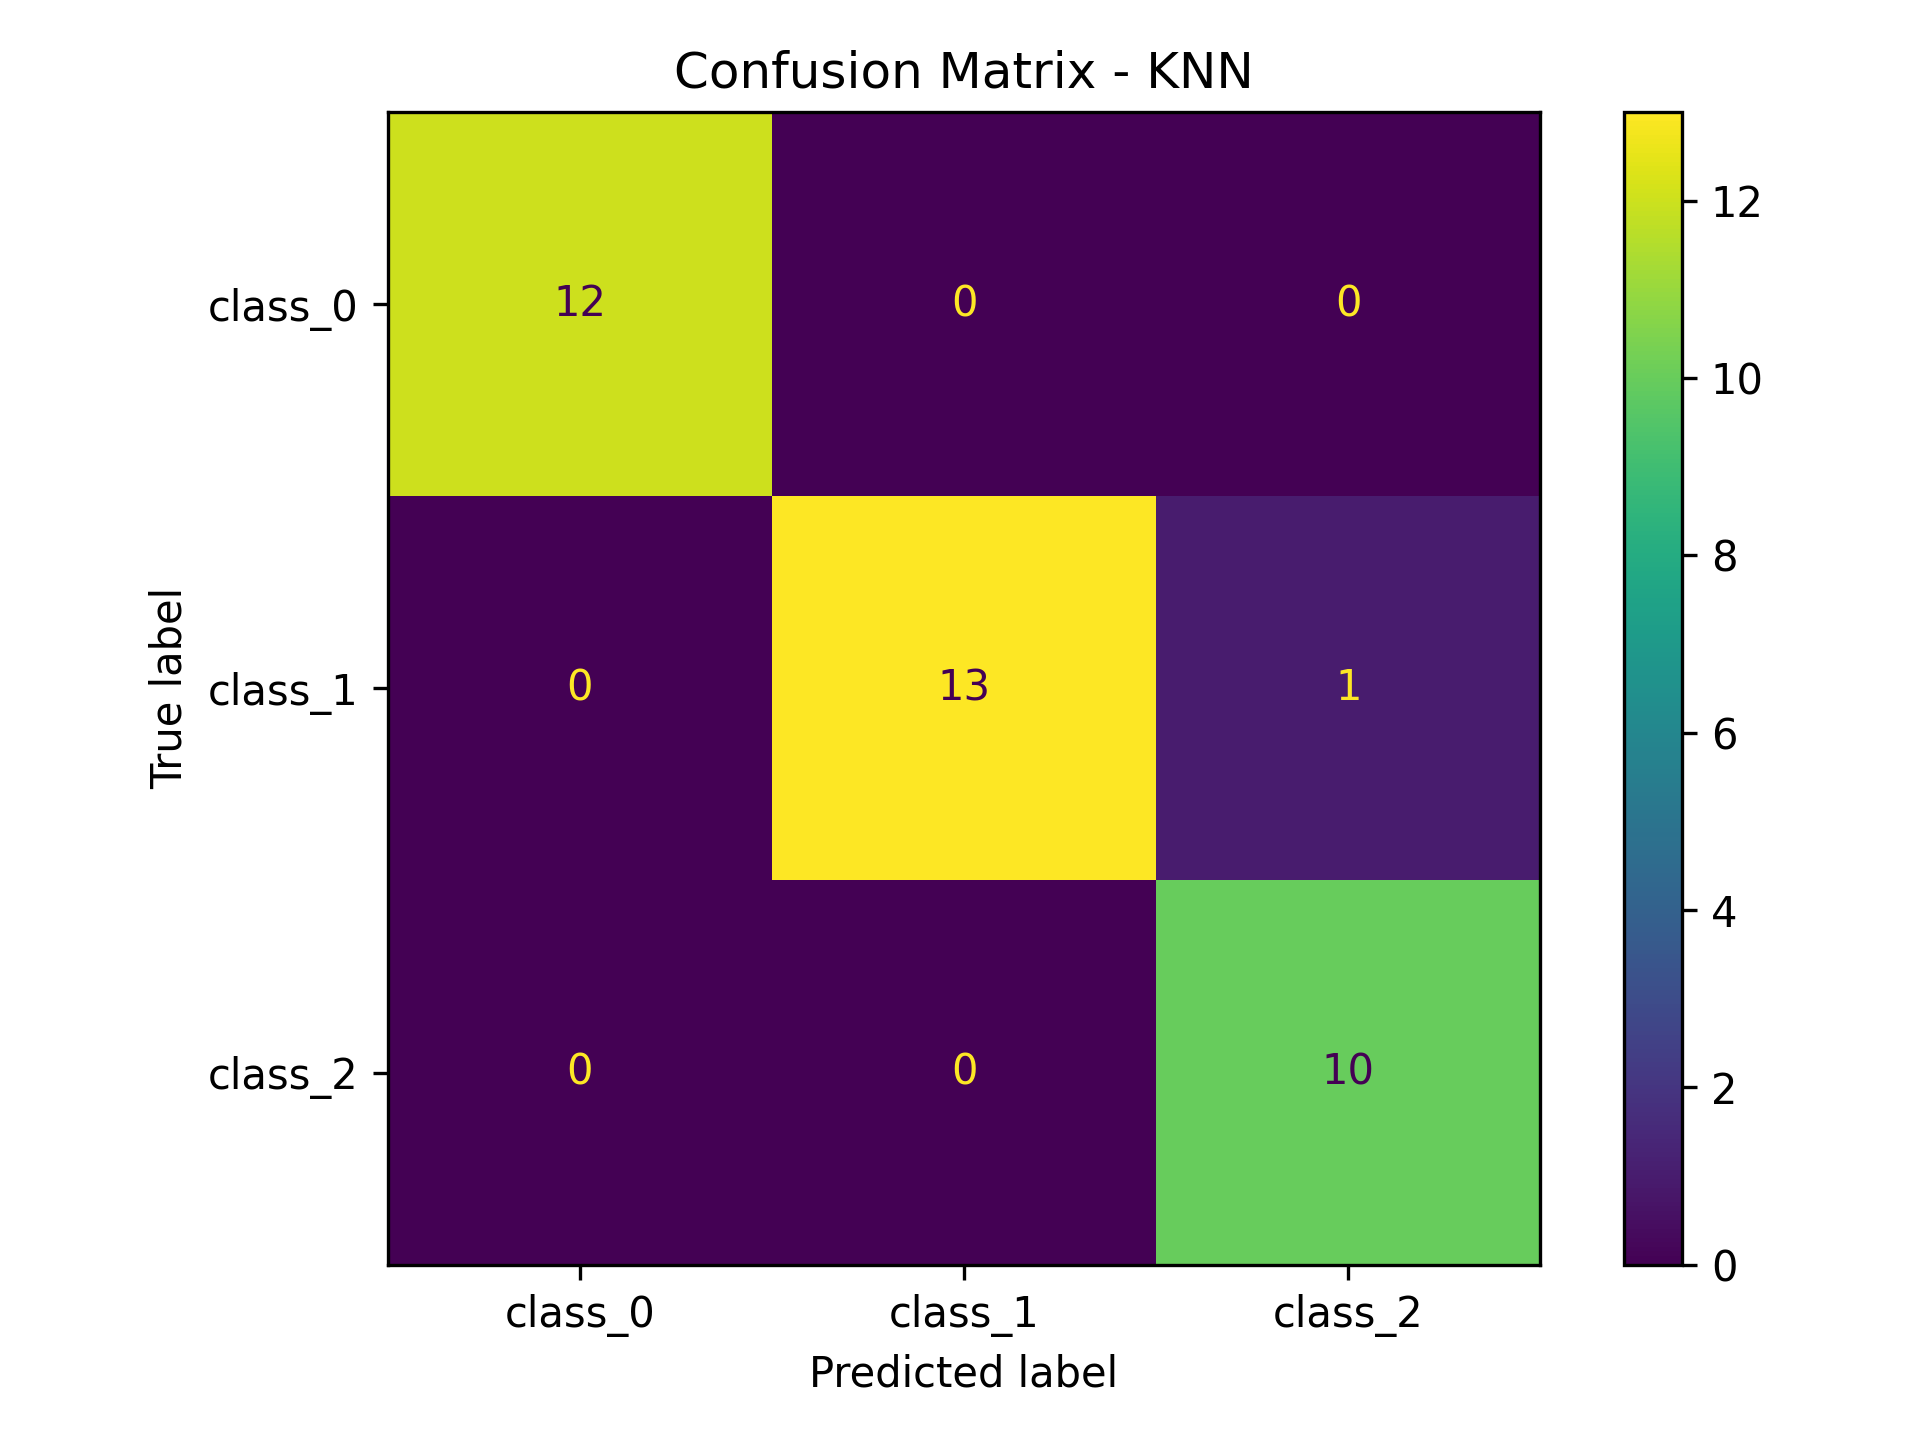 Confusion Matrix - KNN
12
class_0 12 0 0
10
8
True label
class_1 0 13 1
6
4
class_2 0 0 10
2
0
class_0 class_1 class_2
Predicted label